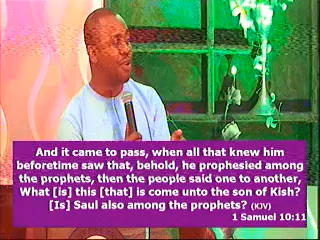 And it came to pass, when all that knew him
beforetime saw that, behold, he prophesied among
the prophets, then the people said one to another,
What [is] this [that] is come unto the son of Kish?
[Is] Saul also among the prophets? (KJV)
1 Samuel 10:11